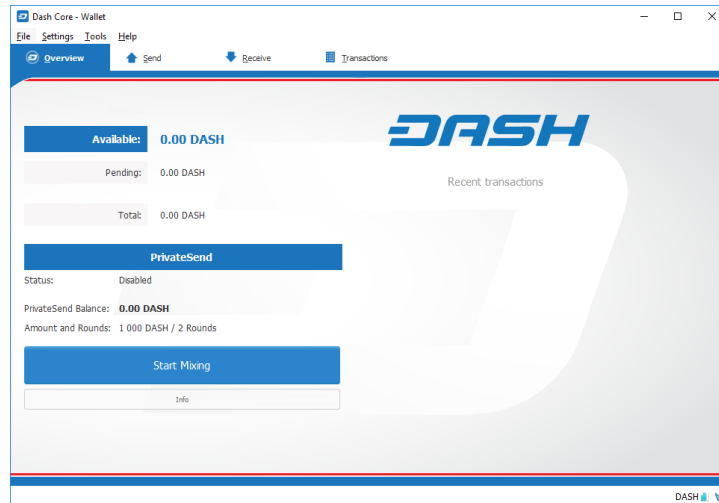 Dash Core - Wallet
File Settings Tools Help
Overview Send Receive Transactions
DASH
Available: 0.00 DASH
Pending: 0.00 DASH
Recent transactions
Total: 0.00 DASH
PrivateSend
Status: Disabled
PrivateSend Balance: 0.00 DASH
Amount and Rounds: 1 000 DASH / 2 Rounds
Start Mixing
Info
DASH